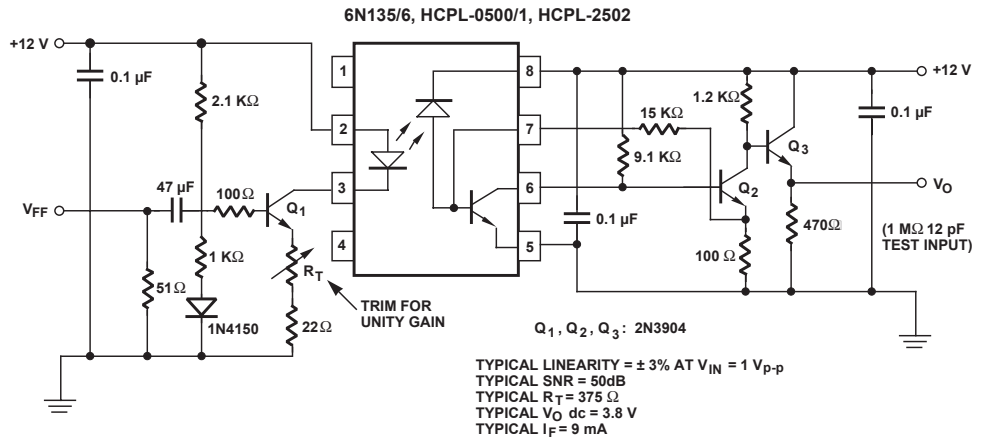 6N135/6, HCPL-0500/1, HCPL-2502
+12 V
0.1 µF
2.1 KΩ
1
2
3
4
8
7
6
5
15 KΩ
1.2 KΩ
9.1 KΩ
0.1 µF
+12 V
0.1 µF
Q3
Q2
VO
470Ω
(1 MΩ 12 pF
TEST INPUT)
100 Ω
VFF
47 µF
100Ω
Q1
51Ω
1 KΩ
1N4150
RT
22Ω
TRIM FOR
UNITY GAIN
Q1, Q2, Q3: 2N3904
TYPICAL LINEARITY = ± 3% AT VIN = 1 Vp-p
TYPICAL SNR = 50dB
TYPICAL RT = 375 Ω
TYPICAL VO dc = 3.8 V
TYPICAL IF = 9 mA